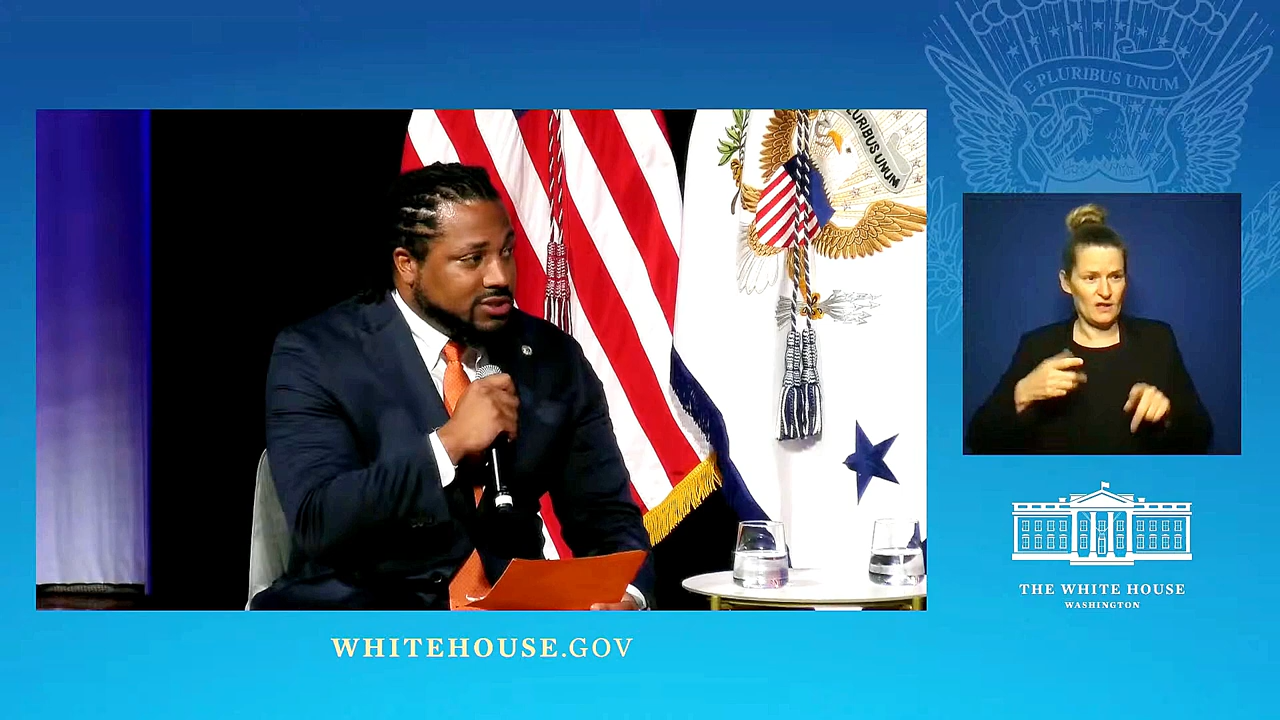 E PLURIBUS UNUM
PLURIBUS UNUM
WHITEHOUSE.GOV
THE WHITE HOUSE
WASHINGTON